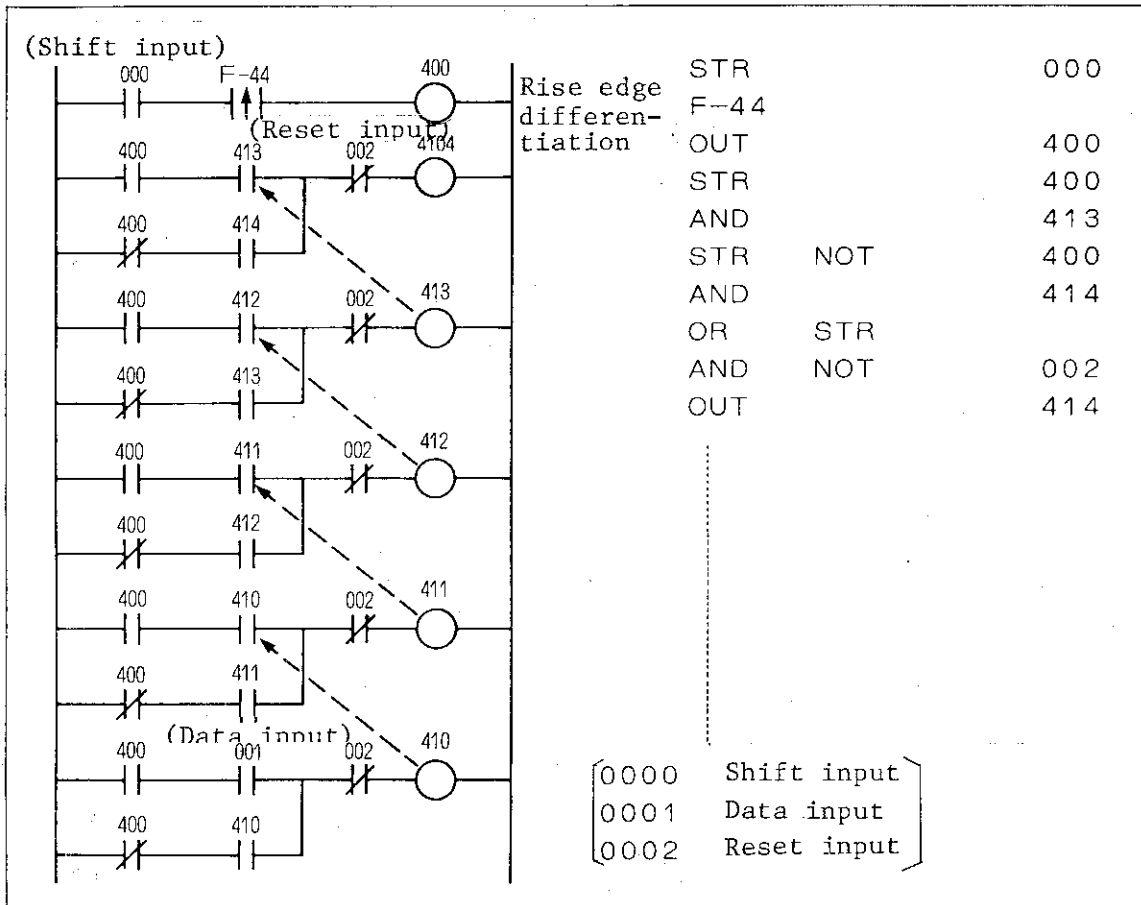 (Shift input)
000 F-44 400
(Reset input)
400 413 002 4104
400 414
400 412 002 413
400 413
400 411 002 412
400 412
400 410 002 411
400 411
(Data input)
400 001 002 410
400 410
Rise edge
differen-
tiation
STR 000
F-44
OUT 400
STR 400
AND 413
STR NOT 400
AND 414
OR STR
AND NOT 002
OUT 414
0000 Shift input
0001 Data input
0002 Reset input